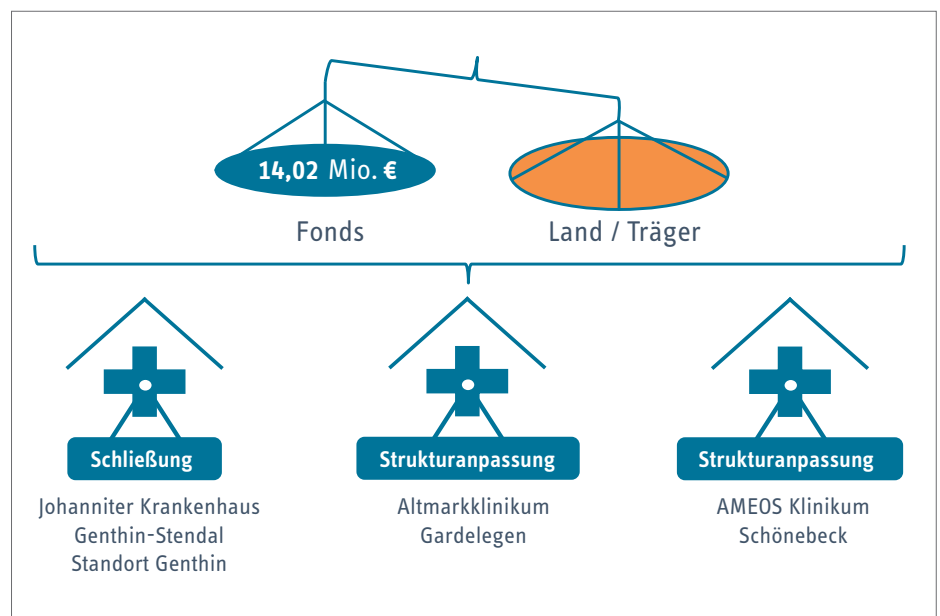 14,02 Mio. €
Fonds
Land / Träger
Schließung
Johanniter Krankenhaus
Genthin-Stendal
Standort Genthin
Strukturanpassung
Altmarkklinikum
Gardelegen
Strukturanpassung
AMEOS Klinikum
Schönebeck